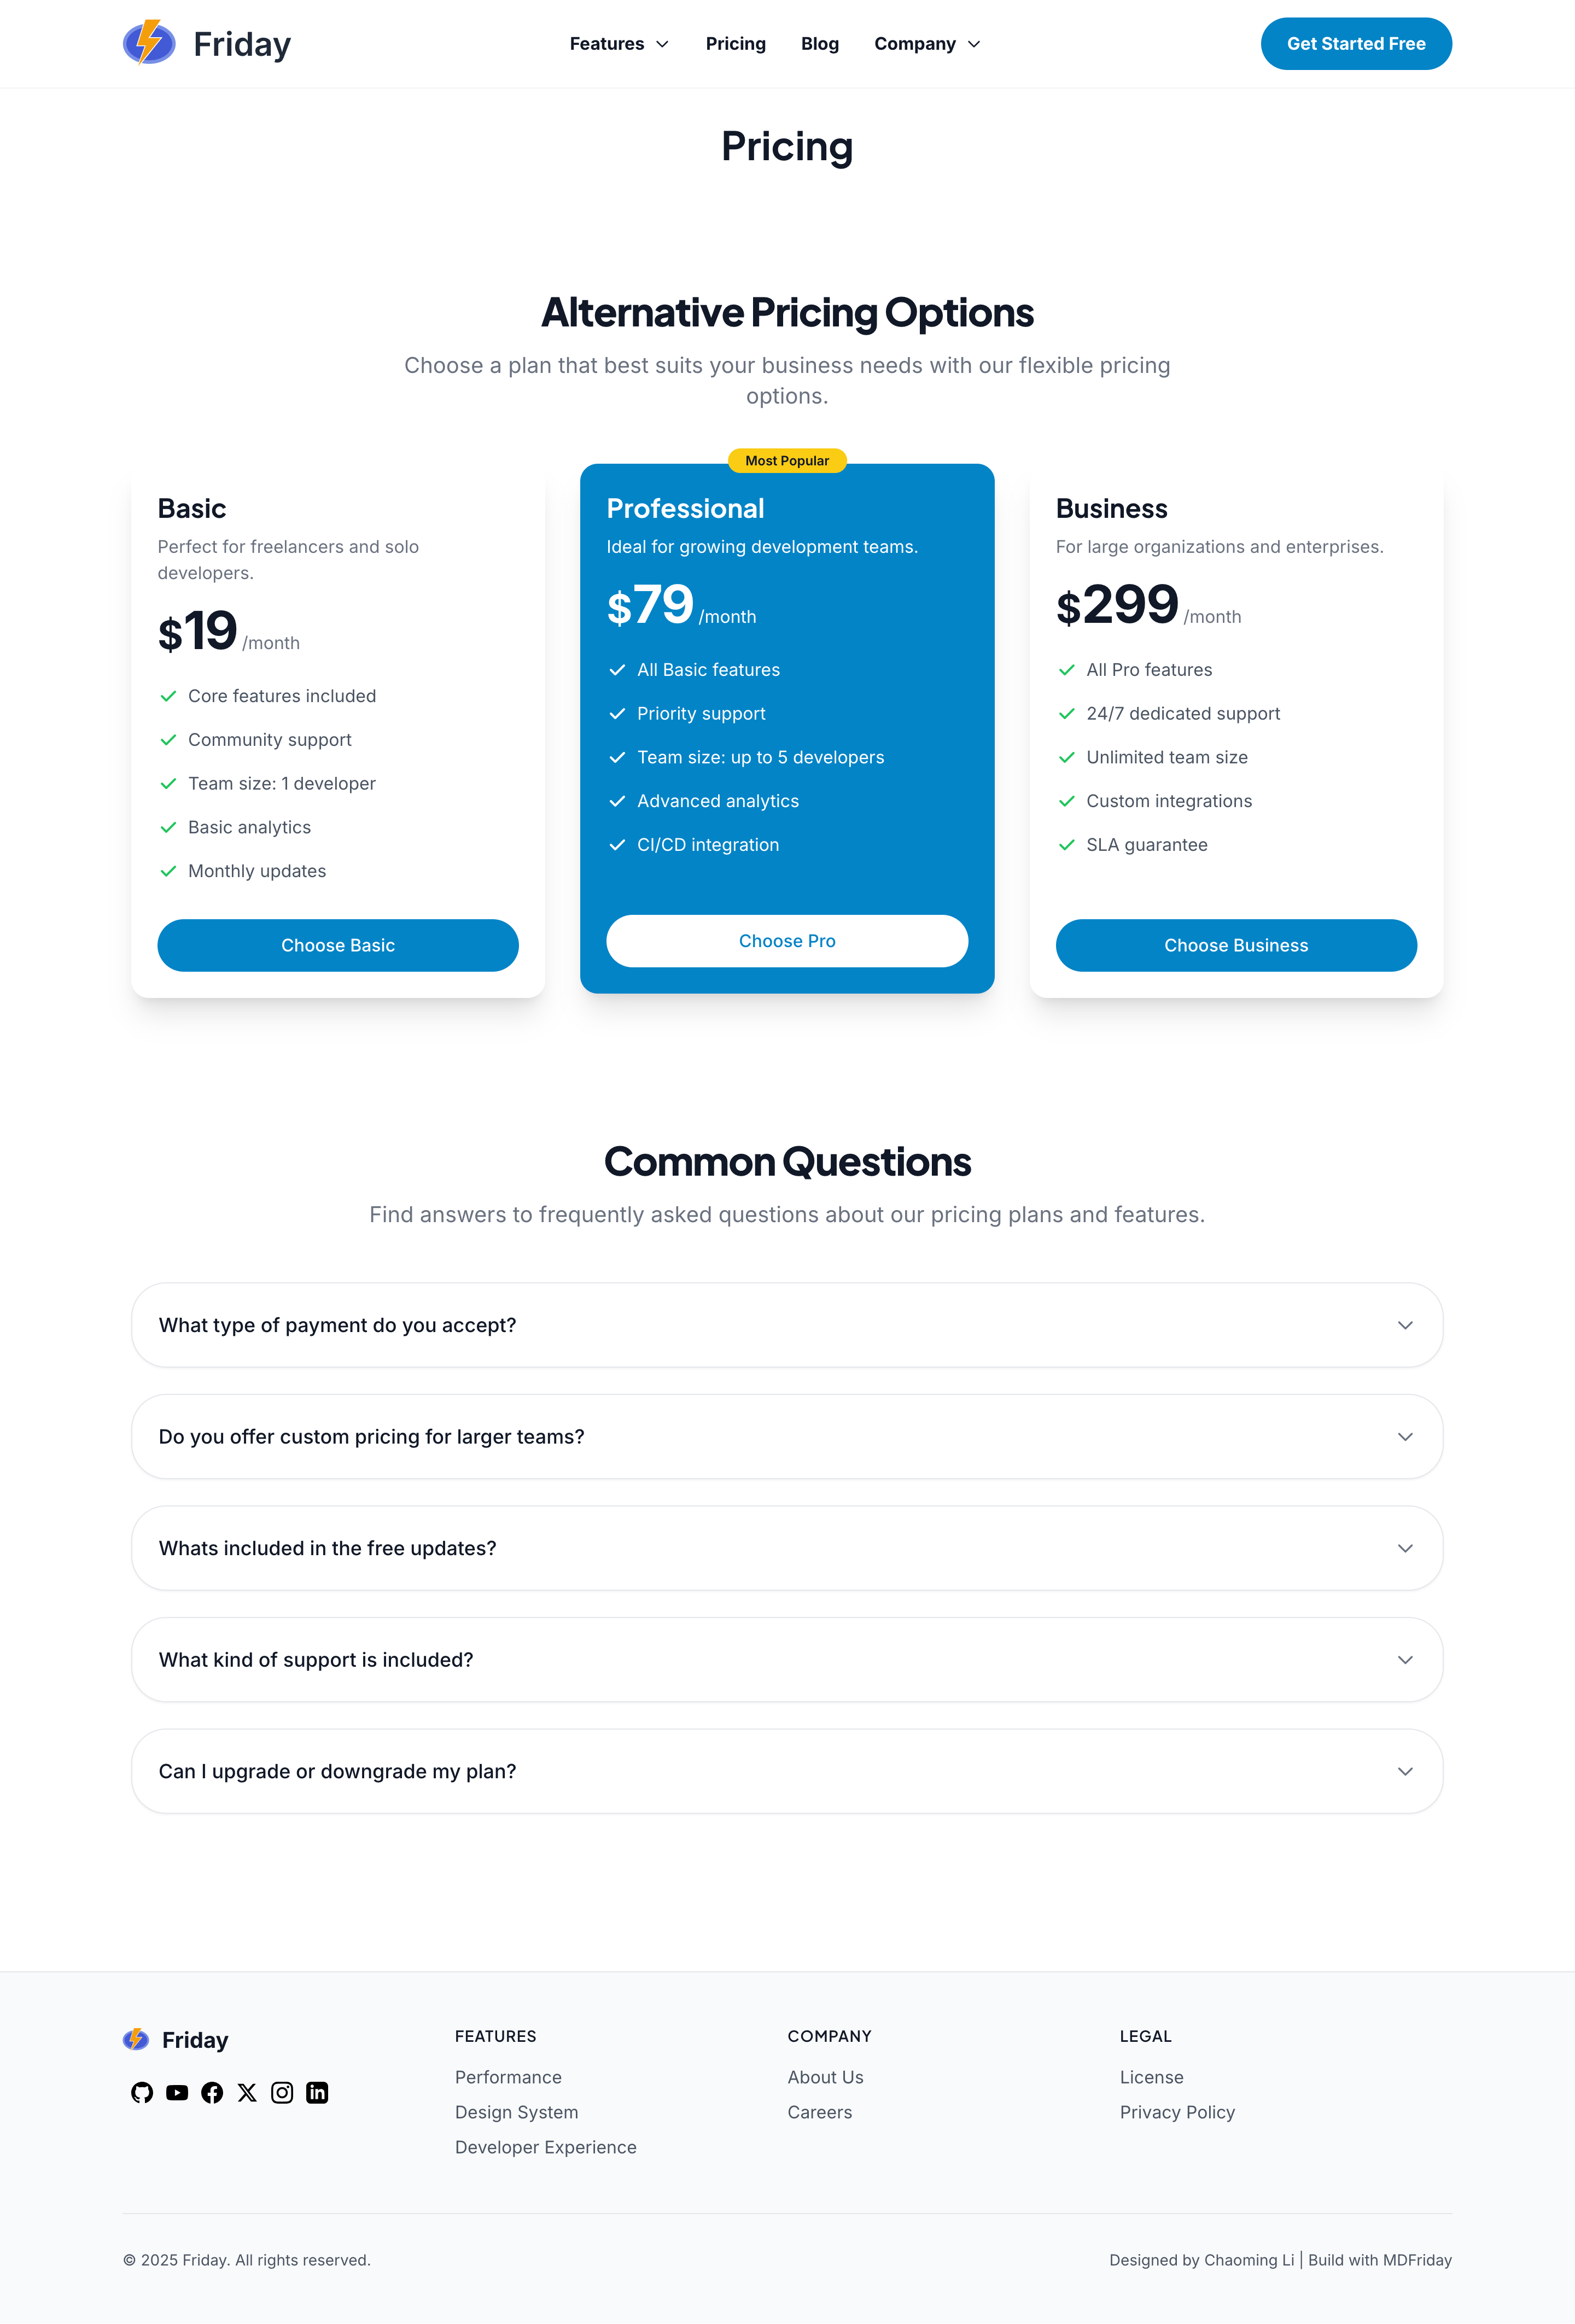 Friday
Features
Pricing
Blog
Company
Get Started Free
Pricing
Alternative Pricing Options
Choose a plan that best suits your business needs with our flexible pricing
options.
Basic
Perfect for freelancers and solo
developers.
$19 /month
Core features included
Community support
Team size: 1 developer
Basic analytics
Monthly updates
Choose Basic
Most Popular
Professional
Ideal for growing development teams.
$79 /month
All Basic features
Priority support
Team size: up to 5 developers
Advanced analytics
CI/CD integration
Choose Pro
Business
For large organizations and enterprises.
$299 /month
All Pro features
24/7 dedicated support
Unlimited team size
Custom integrations
SLA guarantee
Choose Business
Common Questions
Find answers to frequently asked questions about our pricing plans and features.
What type of payment do you accept?
Do you offer custom pricing for larger teams?
Whats included in the free updates?
What kind of support is included?
Can I upgrade or downgrade my plan?
Friday
FEATURES
Performance
Design System
Developer Experience
COMPANY
About Us
Careers
LEGAL
License
Privacy Policy
© 2025 Friday. All rights reserved.
Designed by Chaoming Li | Build with MDFriday